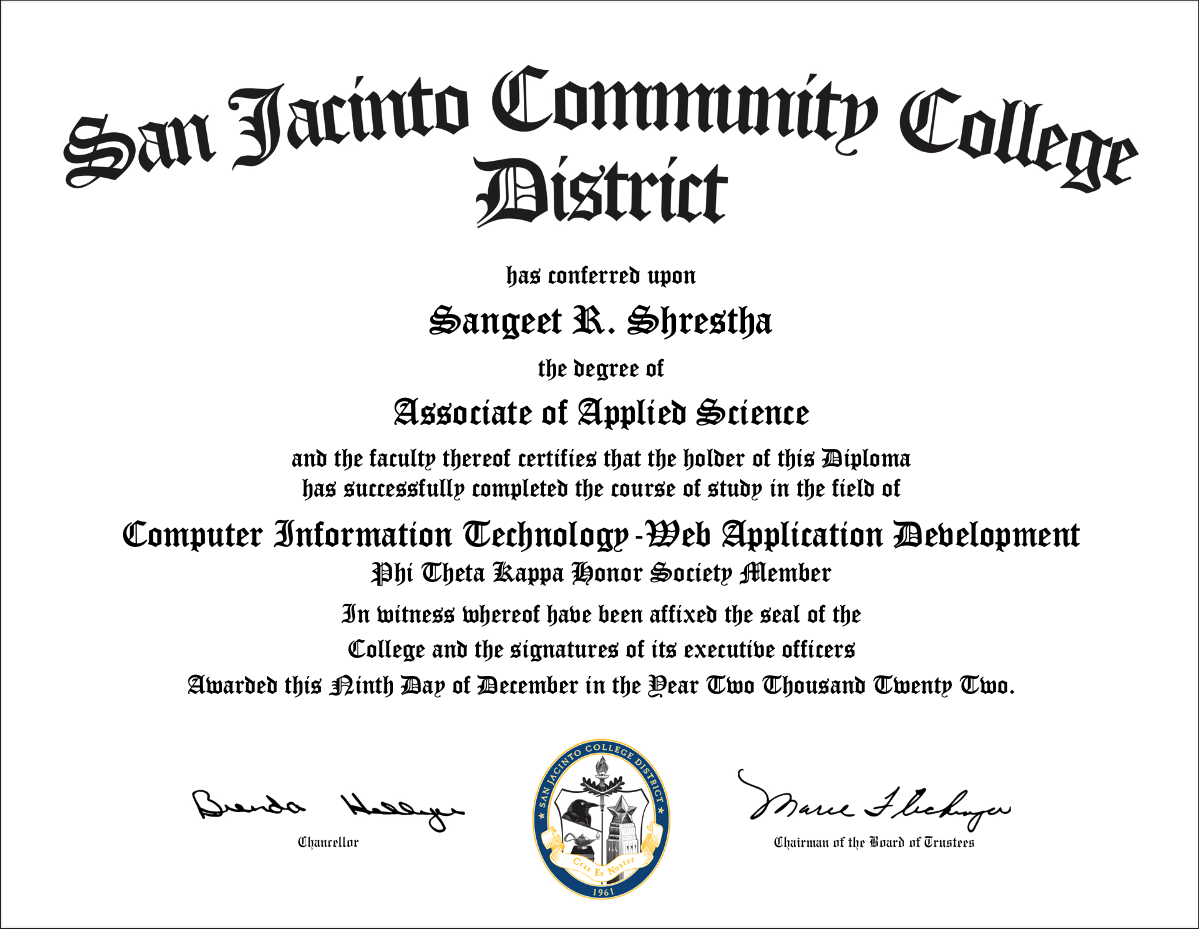 San Jacinto Community College
District
has conferred upon
Sangeet R. Shrestha
the degree of
Associate of Applied Science
and the faculty thereof certifies that the holder of this Diploma
has successfully completed the course of study in the field of
Computer Information Technology-Web Application Development
Phi Theta Kappa Honor Society Member
In witness whereof have been affixed the seal of the
College and the signatures of its executive officers
Awarded this Ninth Day of December in the Year Two Thousand Twenty Two.
Brenda Hellyer
Chancellor
SAN JACINTO COLLEGE DISTRICT
Cras Es Noster
1961
Marie Flickinger
Chairman of the Board of Trustees